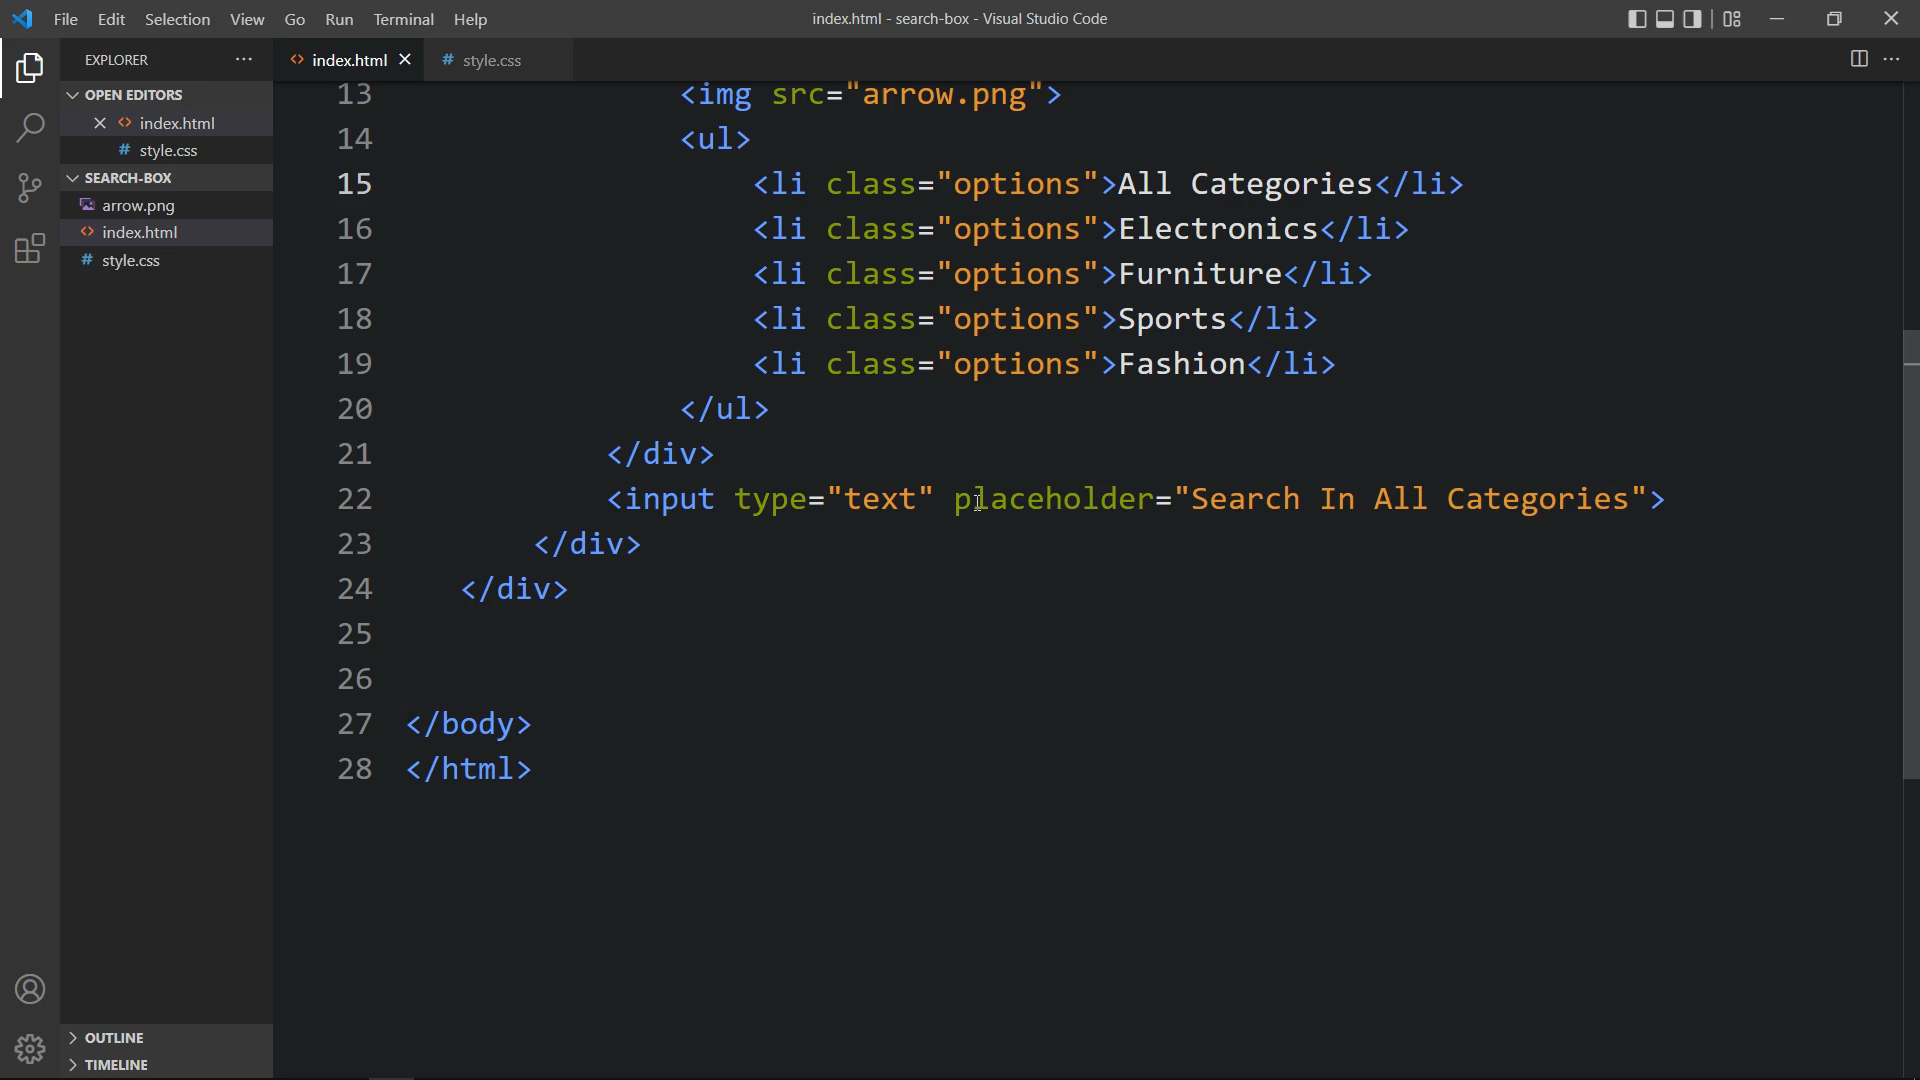 File Edit Selection View Go Run Terminal Help
index.html - search-box - Visual Studio Code
EXPLORER
index.html
# style.css
OPEN EDITORS
index.html
# style.css
SEARCH-BOX
arrow.png
index.html
# style.css
OUTLINE
TIMELINE
13 <img src="arrow.png">
14 <ul>
15 <li class="options">All Categories</li>
16 <li class="options">Electronics</li>
17 <li class="options">Furniture</li>
18 <li class="options">Sports</li>
19 <li class="options">Fashion</li>
20 </ul>
21 </div>
22 <input type="text" placeholder="Search In All Categories">
23 </div>
24 </div>
25
26
27 </body>
28 </html>